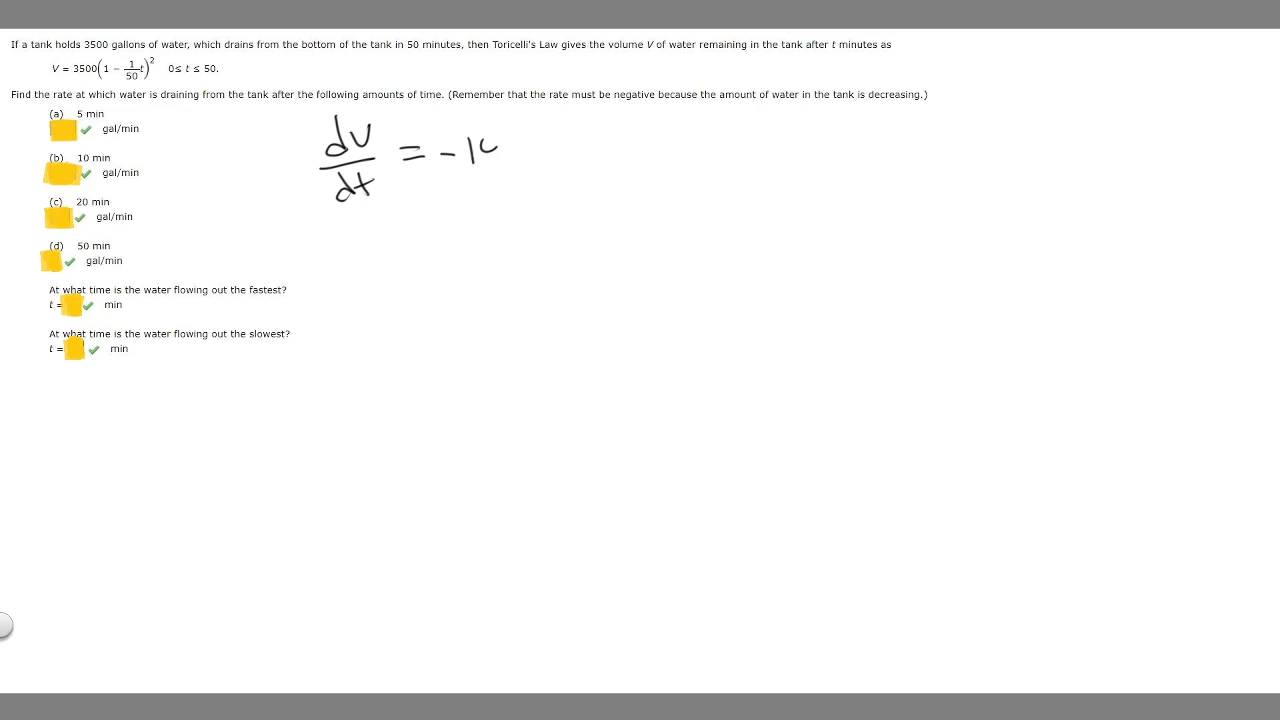 If a tank holds 3500 gallons of water, which drains from the bottom of the tank in 50 minutes, then Toricelli's Law gives the volume V of water remaining in the tank after t minutes as
V = 3500(1 − 1/50 t)² 0≤ t ≤ 50.
Find the rate at which water is draining from the tank after the following amounts of time. (Remember that the rate must be negative because the amount of water in the tank is decreasing.)
(a) 5 min
gal/min
(b) 10 min
gal/min
(c) 20 min
gal/min
(d) 50 min
gal/min
At what time is the water flowing out the fastest?
t = min
At what time is the water flowing out the slowest?
t = min
dV/dt = -1